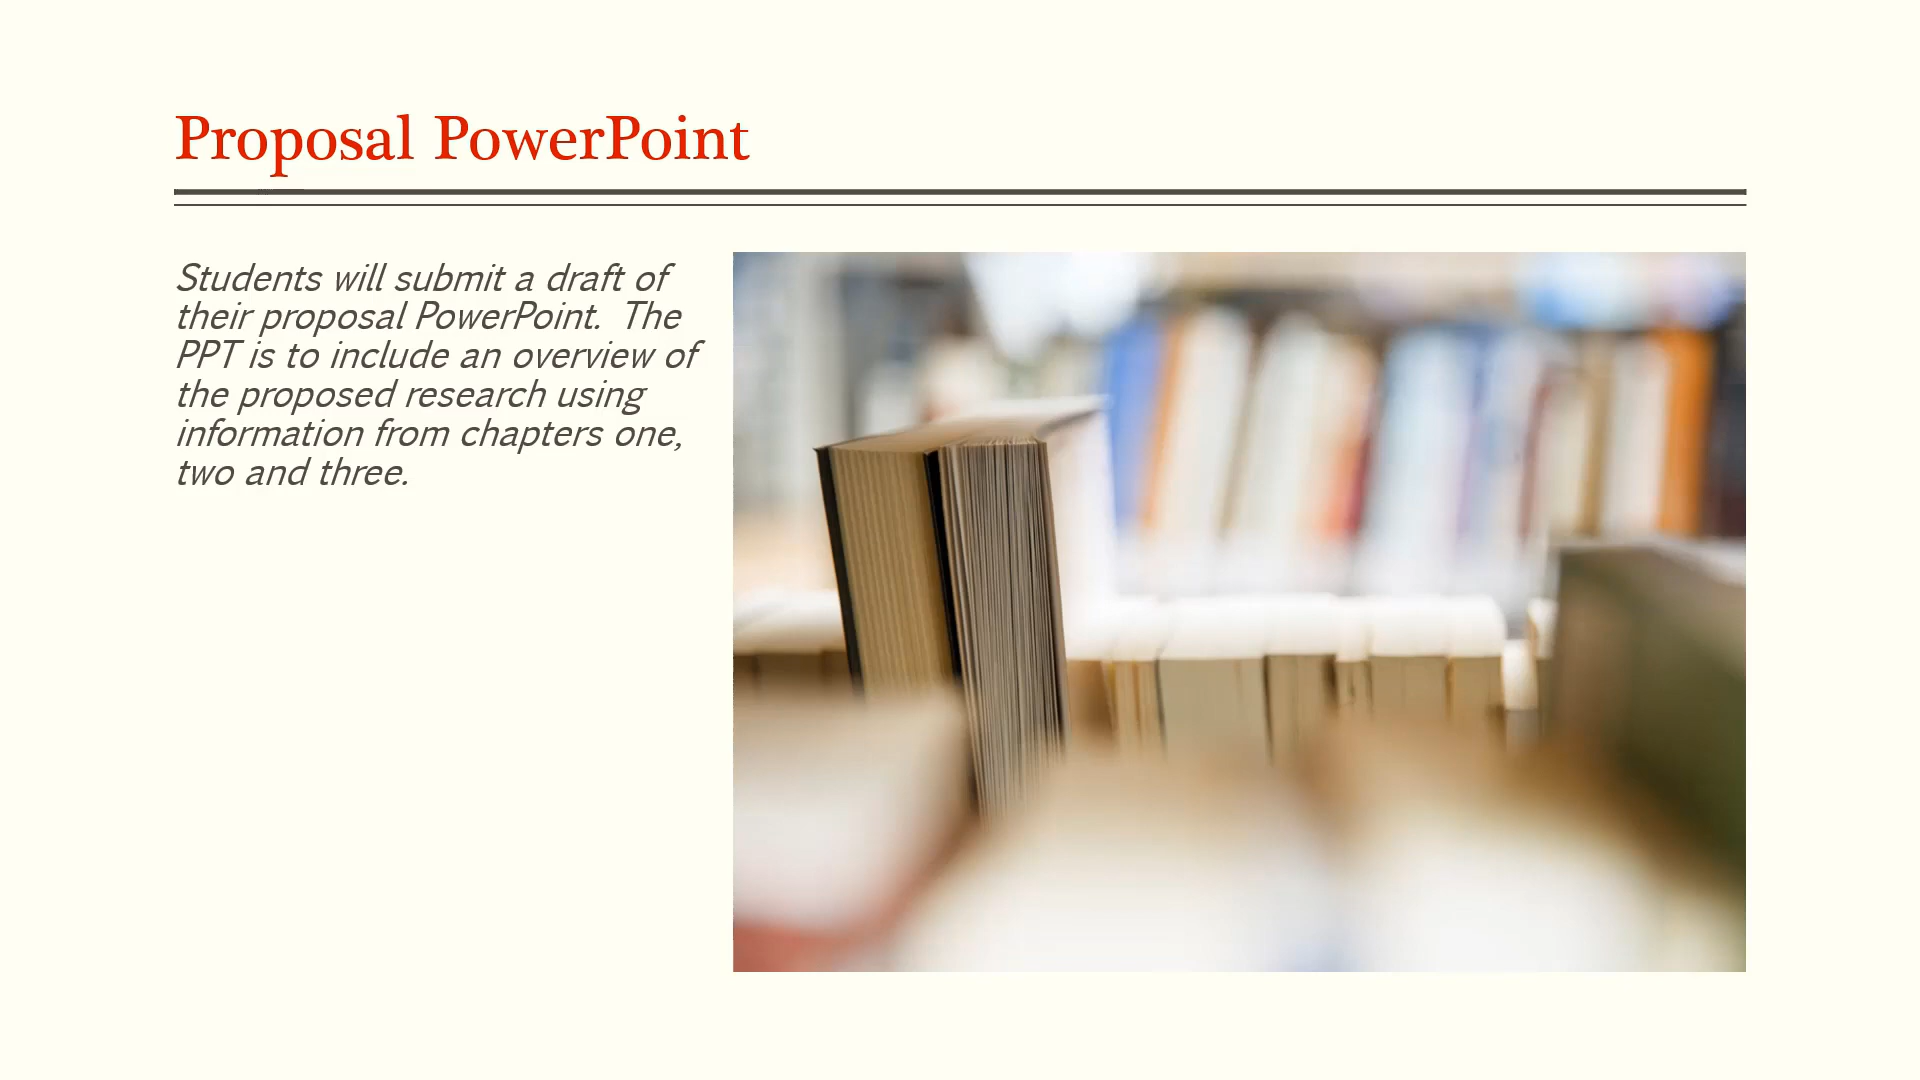 Proposal PowerPoint
Students will submit a draft of
their proposal PowerPoint.  The
PPT is to include an overview of
the proposed research using
information from chapters one,
two and three.